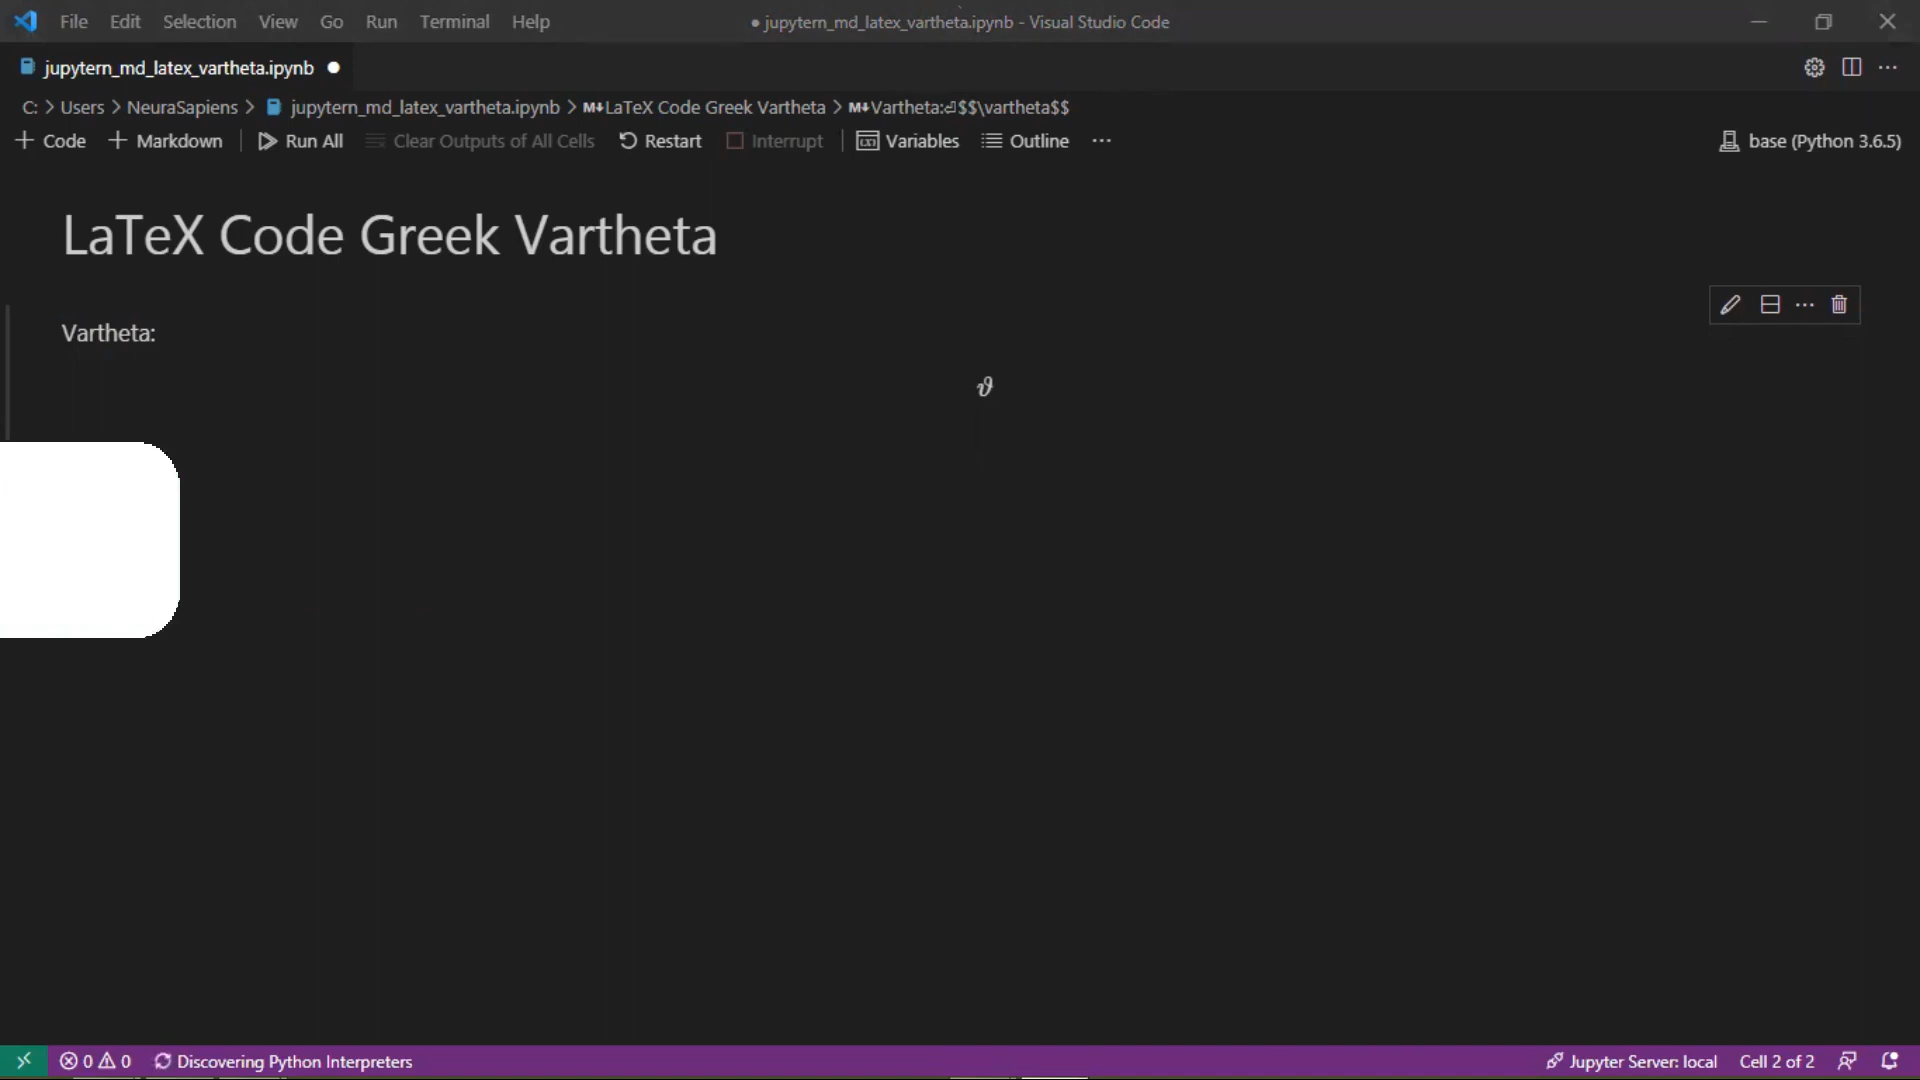 File Edit Selection View Go Run Terminal Help ● jupytern_md_latex_vartheta.ipynb - Visual Studio Code
jupytern_md_latex_vartheta.ipynb ●
C: > Users > NeuraSapiens > jupytern_md_latex_vartheta.ipynb > M↓LaTeX Code Greek Vartheta > M↓Vartheta:⏎$$\vartheta$$
+ Code + Markdown | Run All Clear Outputs of All Cells Restart Interrupt | Variables Outline ··· base (Python 3.6.5)
LaTeX Code Greek Vartheta
Vartheta:
ϑ
0 0 Discovering Python Interpreters Jupyter Server: local Cell 2 of 2